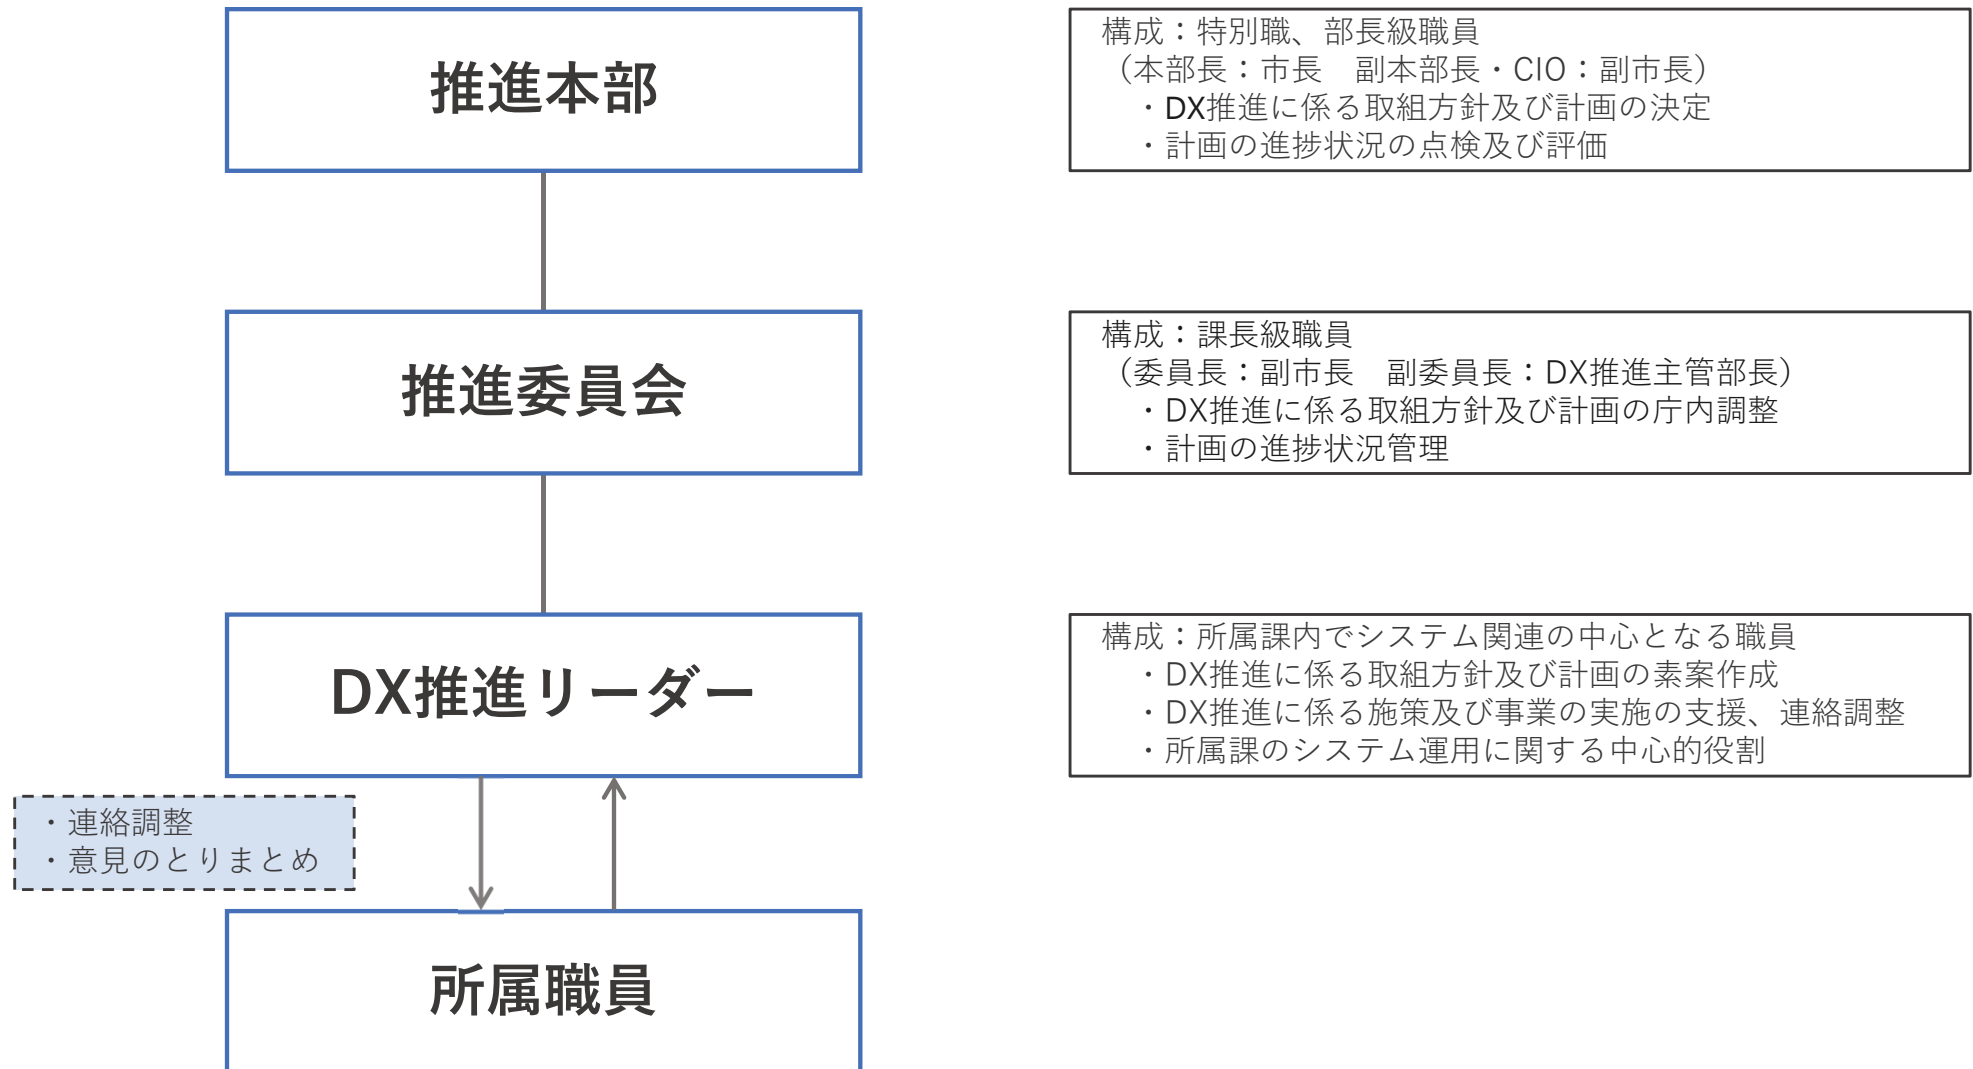 推進本部
構成：特別職、部長級職員
（本部長：市長　副本部長・CIO：副市長）
・DX推進に係る取組方針及び計画の決定
・計画の進捗状況の点検及び評価
推進委員会
構成：課長級職員
（委員長：副市長　副委員長：DX推進主管部長）
・DX推進に係る取組方針及び計画の庁内調整
・計画の進捗状況管理
DX推進リーダー
構成：所属課内でシステム関連の中心となる職員
・DX推進に係る取組方針及び計画の素案作成
・DX推進に係る施策及び事業の実施の支援、連絡調整
・所属課のシステム運用に関する中心的役割
・連絡調整
・意見のとりまとめ
所属職員